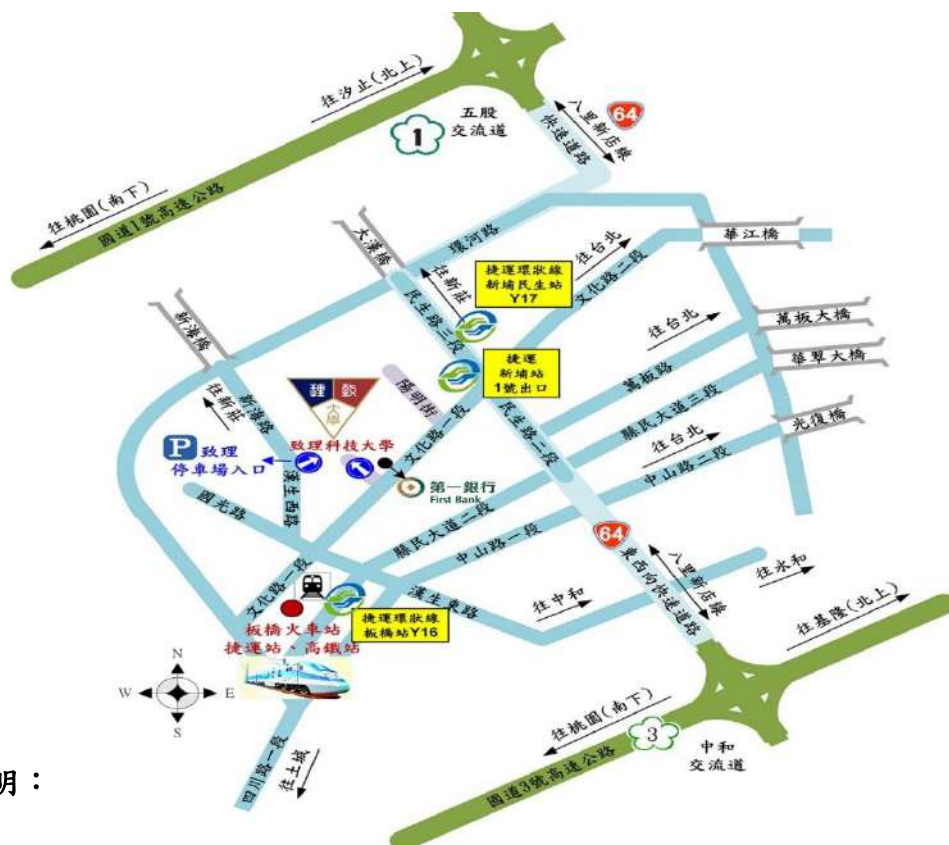 往汐止(北上)
五股
交流道
1
64
八里新店線
快速道路
往桃園(南下)
國道1號高速公路
大漢橋
環河路
往台北
華江橋
往新莊
捷運環狀線
新埔民生站
Y17
文化路二段
新海橋
民生路三段
捷運
新埔站
1號出口
往台北
萬板大橋
萬板路
華翠大橋
往新莊
新海路
理 致
大學
陽明街
致理科技大學
文化路一段
民生路二段
縣民大道三段
往台北
光復橋
P 致理
停車場入口
漢生西路
第一銀行
First Bank
中山路二段
國光路
縣民大道二段
中山路一段
64
東西向快速道路
八里新店線
文化路一段
漢生東路
往中和
往永和
捷運環狀線
板橋站Y16
板橋火車站
捷運站、高鐵站
往基隆(北上)
N
W E
S
往桃園(南下)
3
中和
交流道
國道3號高速公路
四川路一段
往土城
明：